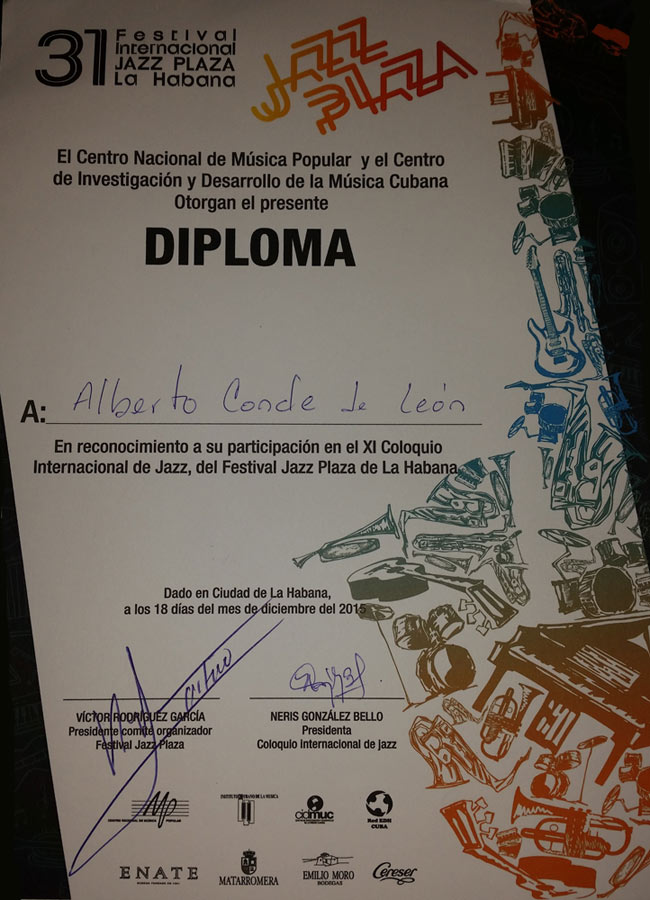 31 Festival
Internacional
JAZZ PLAZA
La Habana
JAZZ
PLAZA
El Centro Nacional de Música Popular y el Centro
de Investigación y Desarrollo de la Música Cubana
Otorgan el presente
DIPLOMA
A: Alberto Conde de León
En reconocimiento a su participación en el XI Coloquio
Internacional de Jazz, del Festival Jazz Plaza de La Habana.
Dado en Ciudad de La Habana,
a los 18 días del mes de diciembre del 2015
VÍCTOR RODRÍGUEZ GARCÍA
Presidente comité organizador
Festival Jazz Plaza
NERIS GONZÁLEZ BELLO
Presidenta
Coloquio internacional de jazz
Mp
CENTRO NACIONAL DE MÚSICA POPULAR
cidmuc
Red EDH
CUBA
ENATE
MATARROMERA
EMILIO MORO
BODEGAS
Cereser